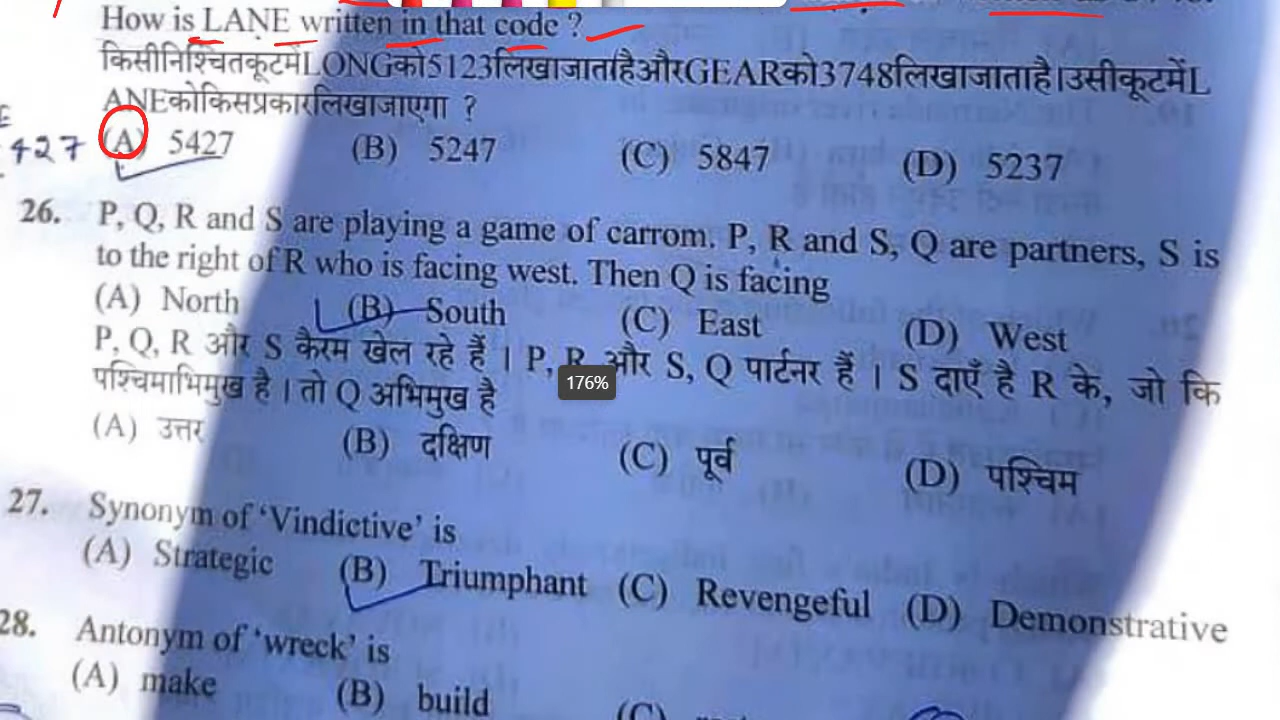 How is LANE written in that code ?
किसीनिश्चितकूटमेंLONGको5123लिखाजाताहैऔरGEARको3748लिखाजाताहै।उसीकूटमेंL
ANEकोकिसप्रकारलिखाजाएगा ?
427 (A) 5427 (B) 5247 (C) 5847 (D) 5237
26. P, Q, R and S are playing a game of carrom. P, R and S, Q are partners, S is
to the right of R who is facing west. Then Q is facing
(A) North (B) South (C) East (D) West
P, Q, R और S कैरम खेल रहे हैं । P, R और S, Q पार्टनर हैं । S दाएँ है R के, जो कि
176%
पश्चिमाभिमुख है । तो Q अभिमुख है
(A) उत्तर (B) दक्षिण (C) पूर्व (D) पश्चिम
27. Synonym of ‘Vindictive’ is
(A) Strategic (B) Triumphant (C) Revengeful (D) Demonstrative
28. Antonym of ‘wreck’ is
(A) make (B) build